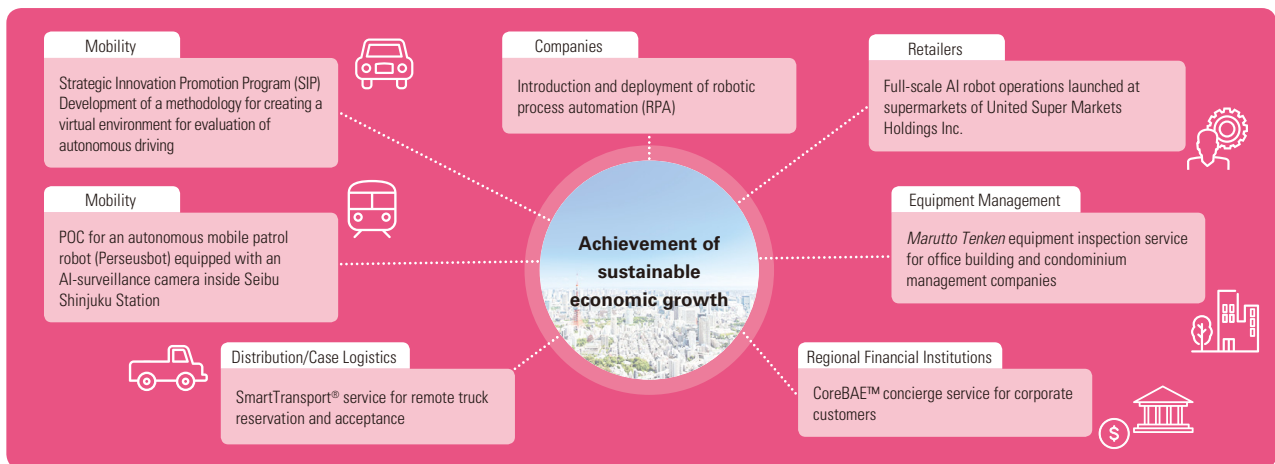 Mobility
Strategic Innovation Promotion Program (SIP)
Development of a methodology for creating a
virtual environment for evaluation of
autonomous driving
Companies
Introduction and deployment of robotic
process automation (RPA)
Retailers
Full-scale AI robot operations launched at
supermarkets of United Super Markets
Holdings Inc.
Mobility
POC for an autonomous mobile patrol
robot (Perseusbot) equipped with an
AI-surveillance camera inside Seibu
Shinjuku Station
Achievement of
sustainable
economic growth
Equipment Management
Marutto Tenken equipment inspection service
for office building and condominium
management companies
Distribution/Case Logistics
SmartTransport® service for remote truck
reservation and acceptance
Regional Financial Institutions
CoreBAE™ concierge service for corporate
customers
$